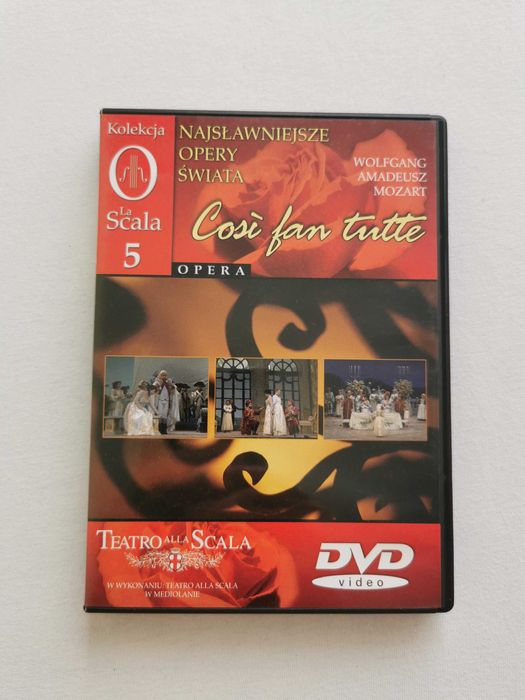 Kolekcja
La
Scala
5
NAJSŁAWNIEJSZE
OPERY
ŚWIATA
WOLFGANG
AMADEUSZ
MOZART
Così fan tutte
OPERA
TEATRO ALLA SCALA
W WYKONANIU: TEATRO ALLA SCALA
W MEDIOLANIE
DVD
video